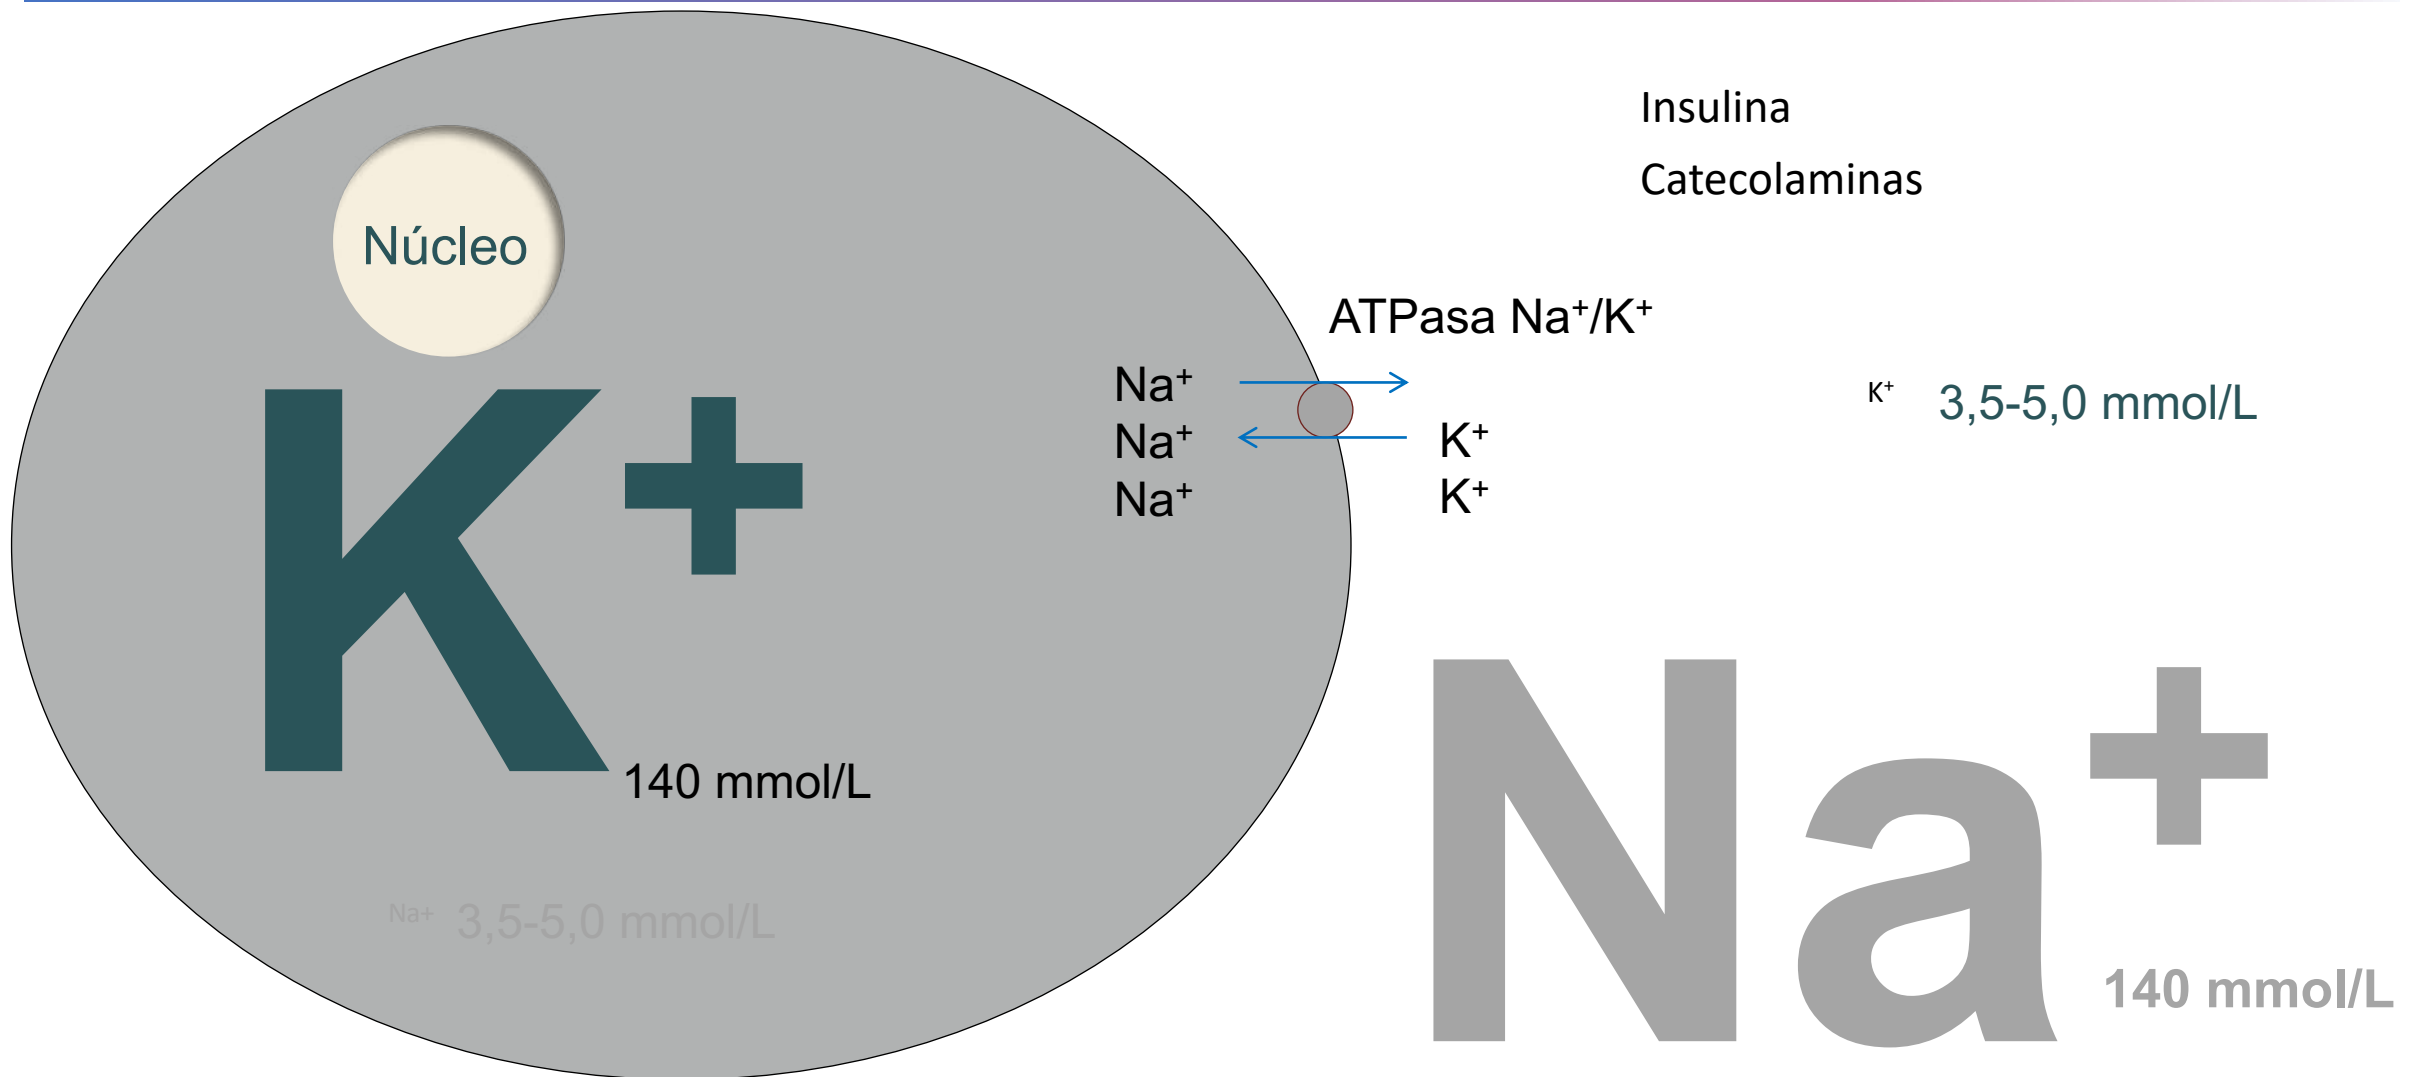 Insulina
Catecolaminas
Núcleo
ATPasa Na⁺/K⁺
Na⁺
Na⁺ K⁺
Na⁺ K⁺
K⁺ 3,5-5,0 mmol/L
K⁺
140 mmol/L
Na+ 3,5-5,0 mmol/L
Na⁺
140 mmol/L